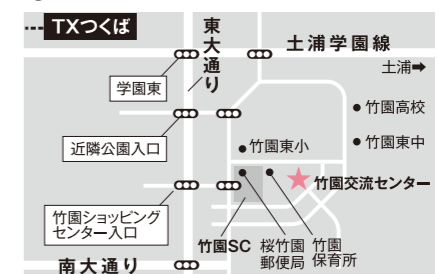 TXつくば
東大通り
土浦学園線
土浦➡
学園東
竹園高校
近隣公園入口
竹園東小
竹園東中
竹園交流センター
竹園ショッピング
センター入口
竹園SC
桜竹園
郵便局
竹園
保育所
南大通り